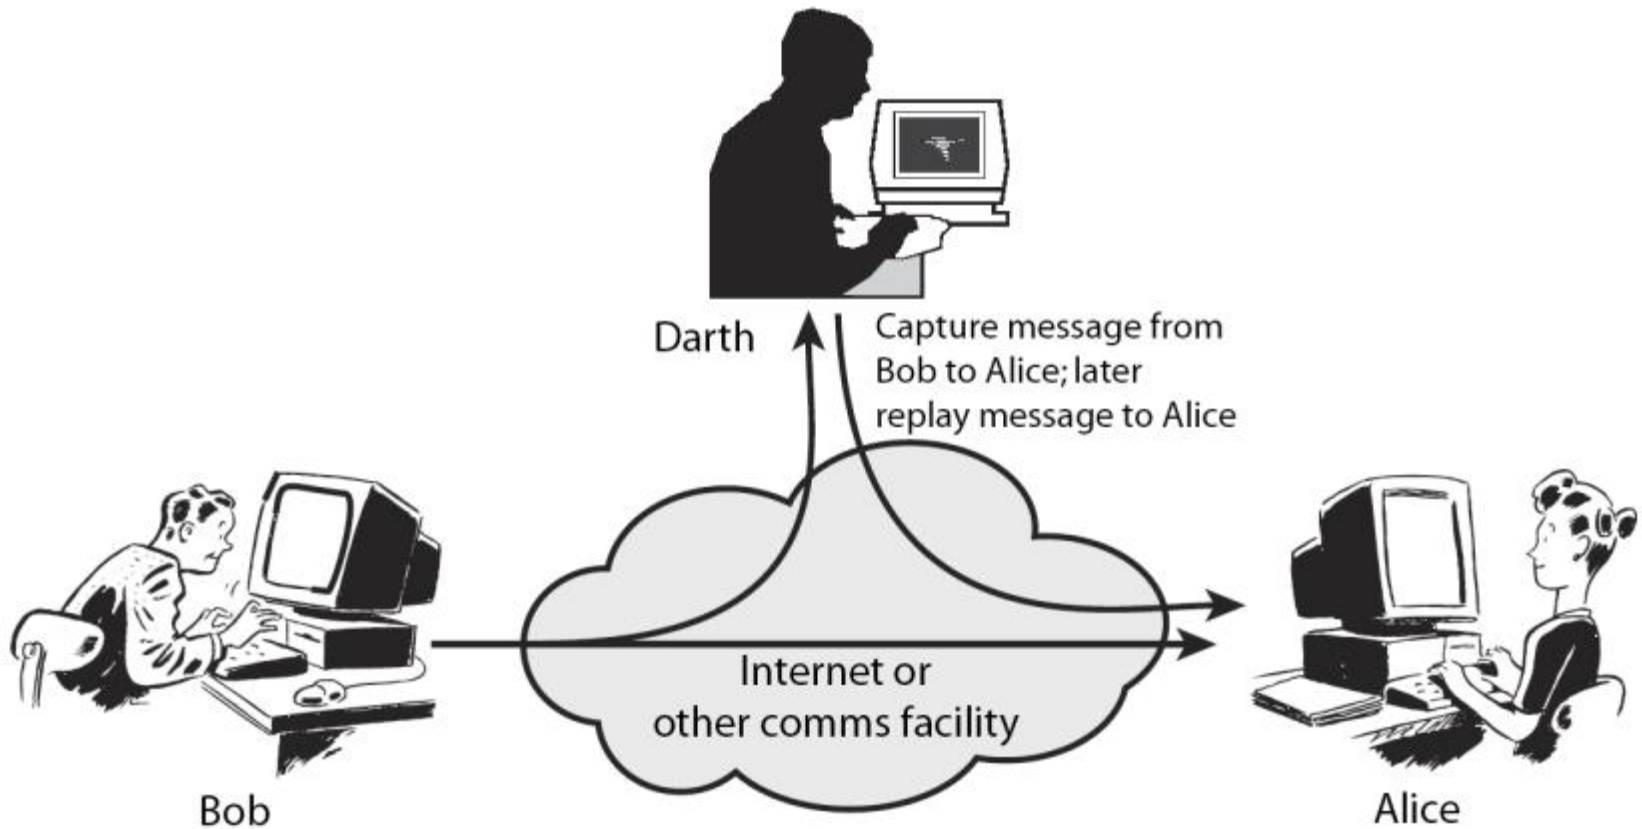 Darth
Capture message from
Bob to Alice; later
replay message to Alice
Internet or
other comms facility
Bob
Alice